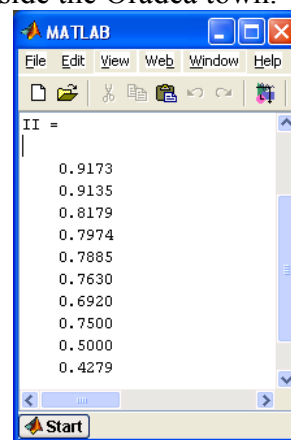 side the Oradea town.
MATLAB
File Edit View Web Window Help
II =
0.9173
0.9135
0.8179
0.7974
0.7885
0.7630
0.6920
0.7500
0.5000
0.4279
Start